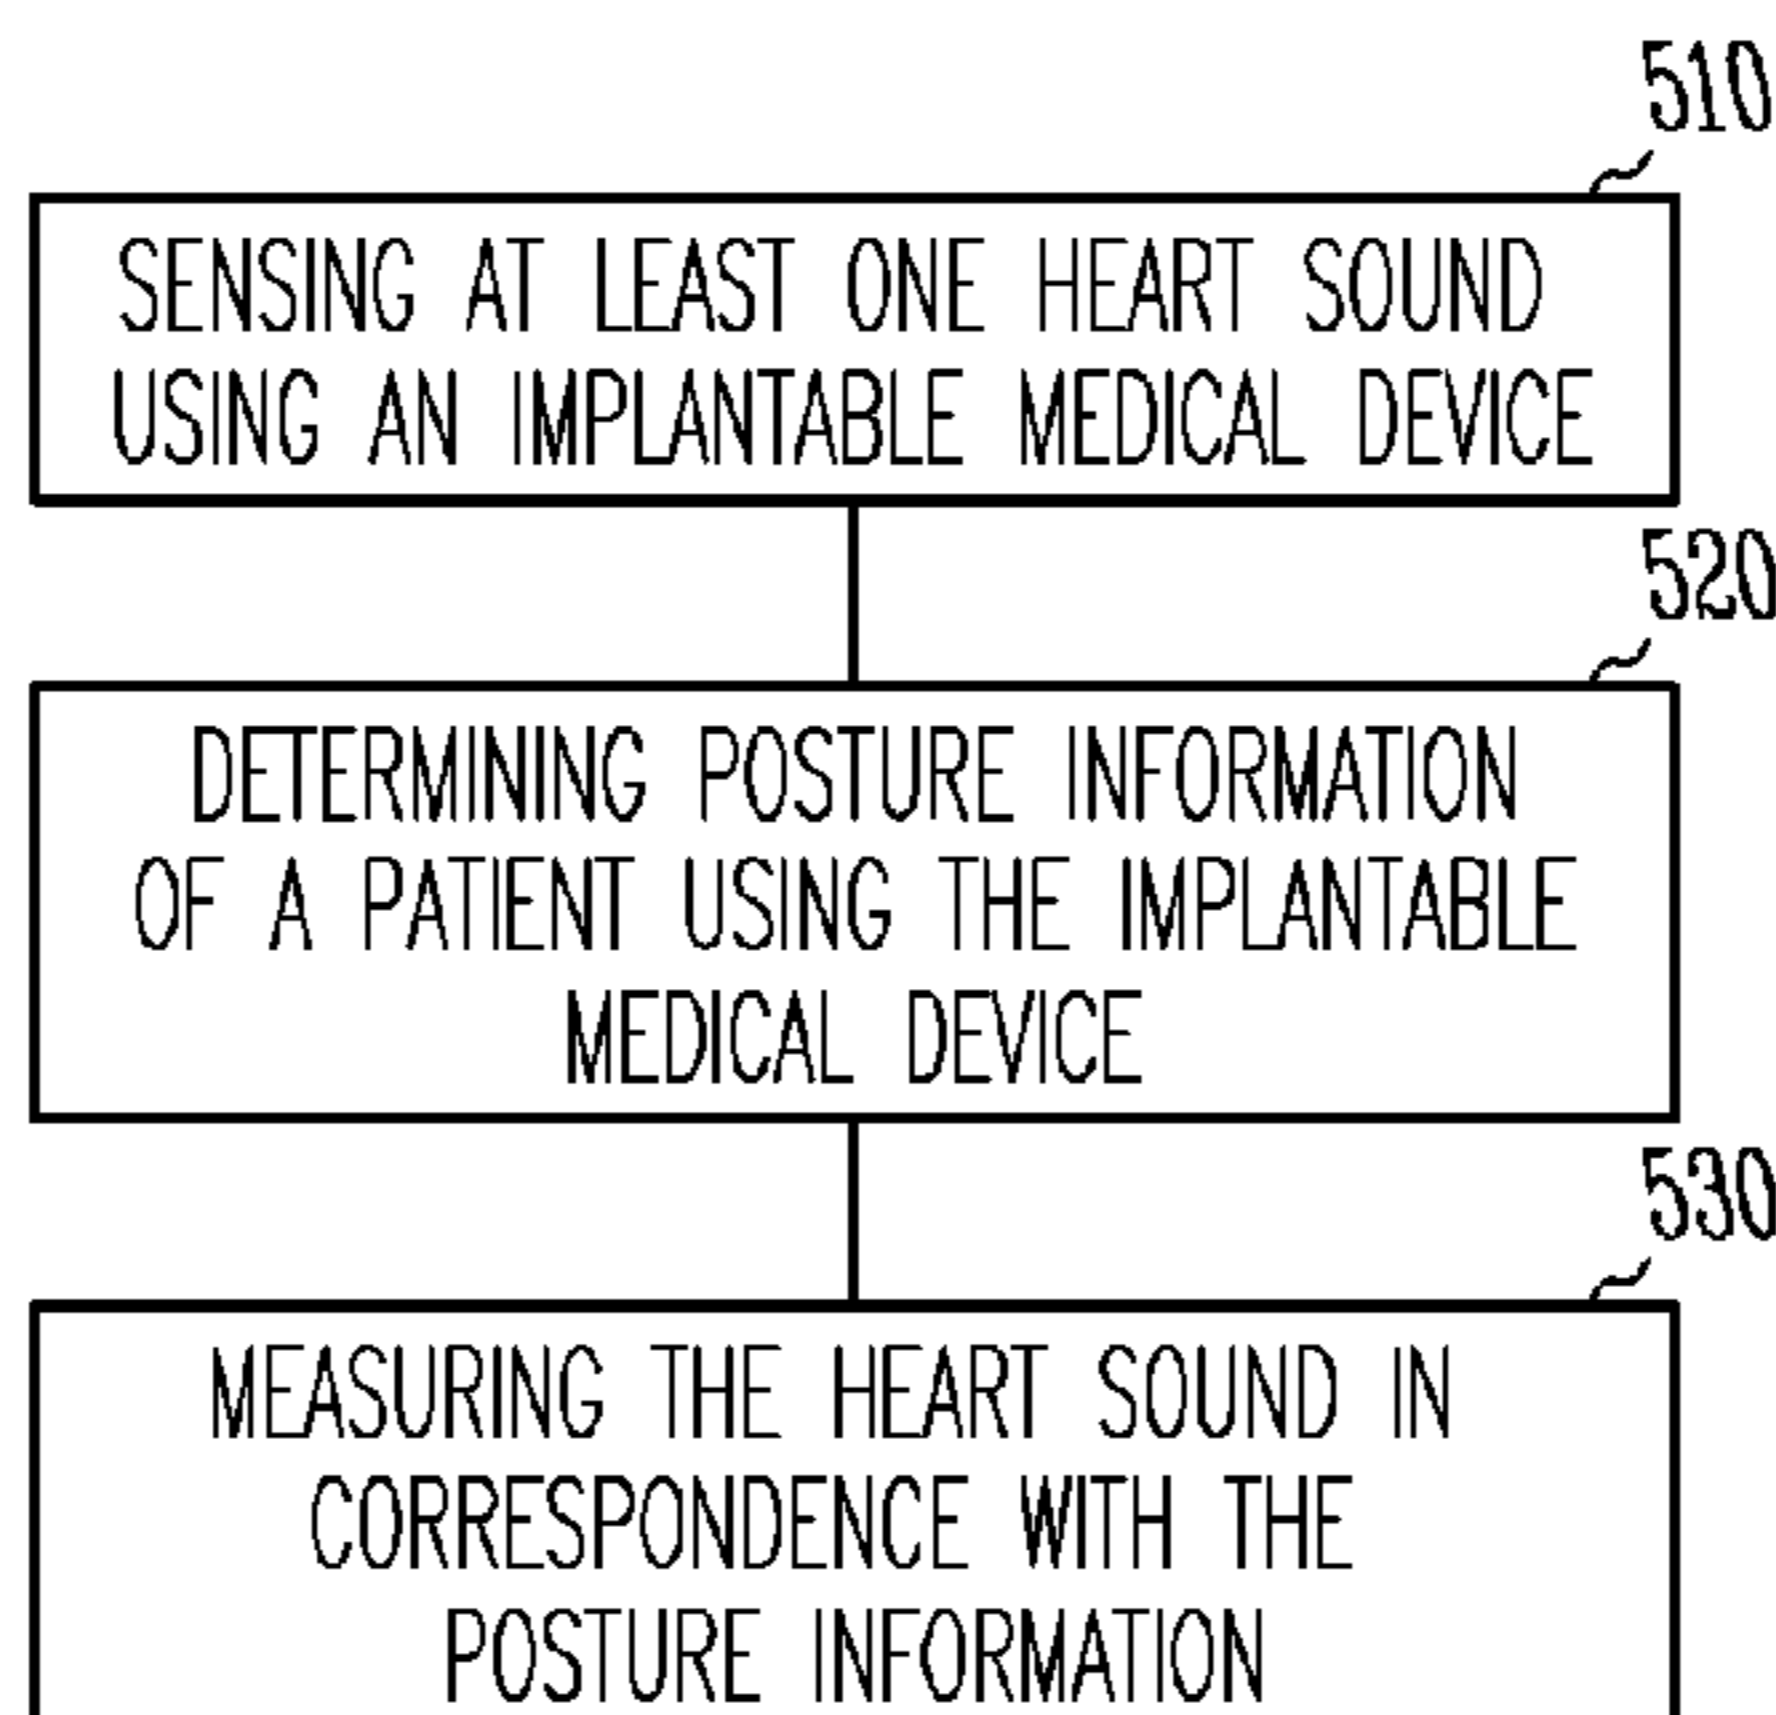 510
SENSING AT LEAST ONE HEART SOUND
USING AN IMPLANTABLE MEDICAL DEVICE
520
DETERMINING POSTURE INFORMATION
OF A PATIENT USING THE IMPLANTABLE
MEDICAL DEVICE
530
MEASURING THE HEART SOUND IN
CORRESPONDENCE WITH THE
POSTURE INFORMATION